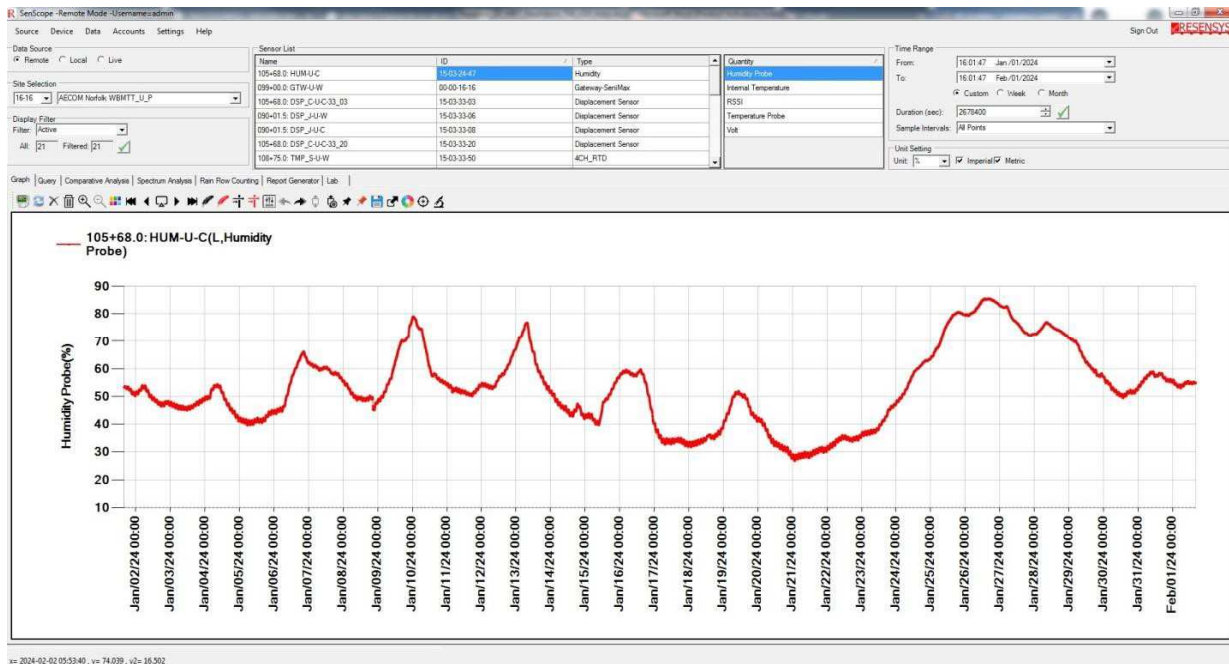 SenScope -Remote Mode -Username=admin
Source Device Data Accounts Settings Help
Sign Out RESENSYS
Data Source
Remote Local Live
Site Selection
16-16 AECOM Norfolk WBMTT_U_P
Display Filter
Filter: Active
All: 21 Filtered: 21
Sensor List
Name ID Type
105+68.0: HUM-U-C 15-03-24-47 Humidity
099+00.0: GTW-U-W 00-00-16-16 Gateway-SeniMax
105+68.0: DSP_C-U-C-33_03 15-03-33-03 Displacement Sensor
090+01.5: DSP_J-U-W 15-03-33-06 Displacement Sensor
090+01.5: DSP_J-U-C 15-03-33-08 Displacement Sensor
105+68.0: DSP_C-U-C-33_20 15-03-33-20 Displacement Sensor
108+75.0: TMP_S-U-W 15-03-33-50 4CH_RTD
Quantity
Humidity Probe
Internal Temperature
RSSI
Temperature Probe
Volt
Time Range
From: 16:01:47 Jan /01/2024
To: 16:01:47 Feb/01/2024
Custom Week Month
Duration (sec): 2678400
Sample Intervals: All Points
Unit Setting
Unit: % Imperial Metric
Graph Query Comparative Analysis Spectrum Analysis Rain Flow Counting Report Generator Lab
105+68.0: HUM-U-C(L,Humidity
Probe)
Humidity Probe(%)
90
80
70
60
50
40
30
20
10
Jan/02/24 00:00
Jan/03/24 00:00
Jan/04/24 00:00
Jan/05/24 00:00
Jan/06/24 00:00
Jan/07/24 00:00
Jan/08/24 00:00
Jan/09/24 00:00
Jan/10/24 00:00
Jan/11/24 00:00
Jan/12/24 00:00
Jan/13/24 00:00
Jan/14/24 00:00
Jan/15/24 00:00
Jan/16/24 00:00
Jan/17/24 00:00
Jan/18/24 00:00
Jan/19/24 00:00
Jan/20/24 00:00
Jan/21/24 00:00
Jan/22/24 00:00
Jan/23/24 00:00
Jan/24/24 00:00
Jan/25/24 00:00
Jan/26/24 00:00
Jan/27/24 00:00
Jan/28/24 00:00
Jan/29/24 00:00
Jan/30/24 00:00
Jan/31/24 00:00
Feb/01/24 00:00
x= 2024-02-02 05:53:40 , y= 74.039 , y2= 16.502